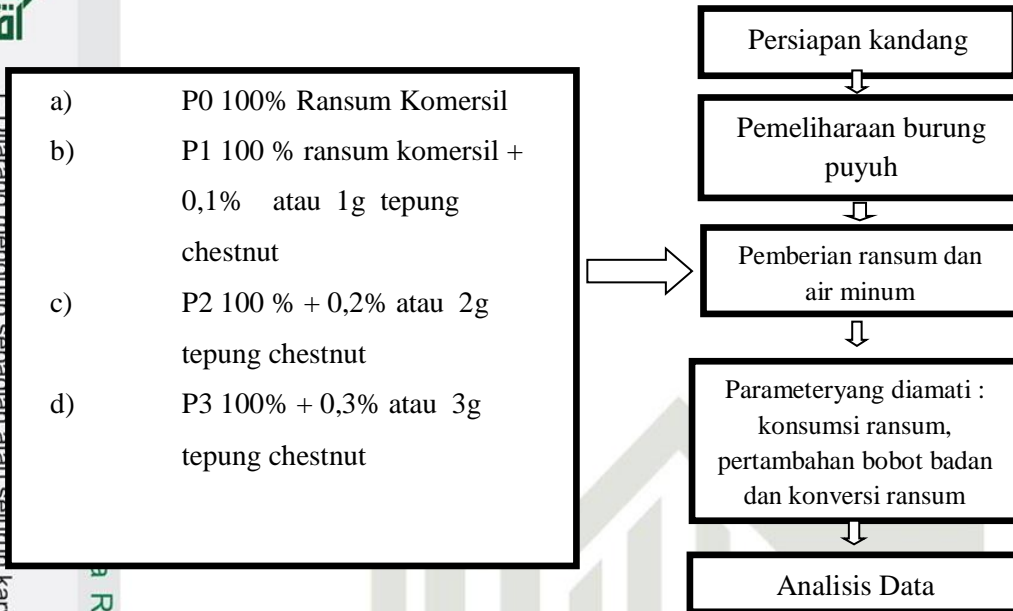 Persiapan kandang
a) P0 100% Ransum Komersil
b) P1 100 % ransum komersil +
0,1% atau 1g tepung
chestnut
c) P2 100 % + 0,2% atau 2g
tepung chestnut
d) P3 100% + 0,3% atau 3g
tepung chestnut
Pemeliharaan burung
puyuh
Pemberian ransum dan
air minum
Parameteryang diamati :
konsumsi ransum,
pertambahan bobot badan
dan konversi ransum
Analisis Data